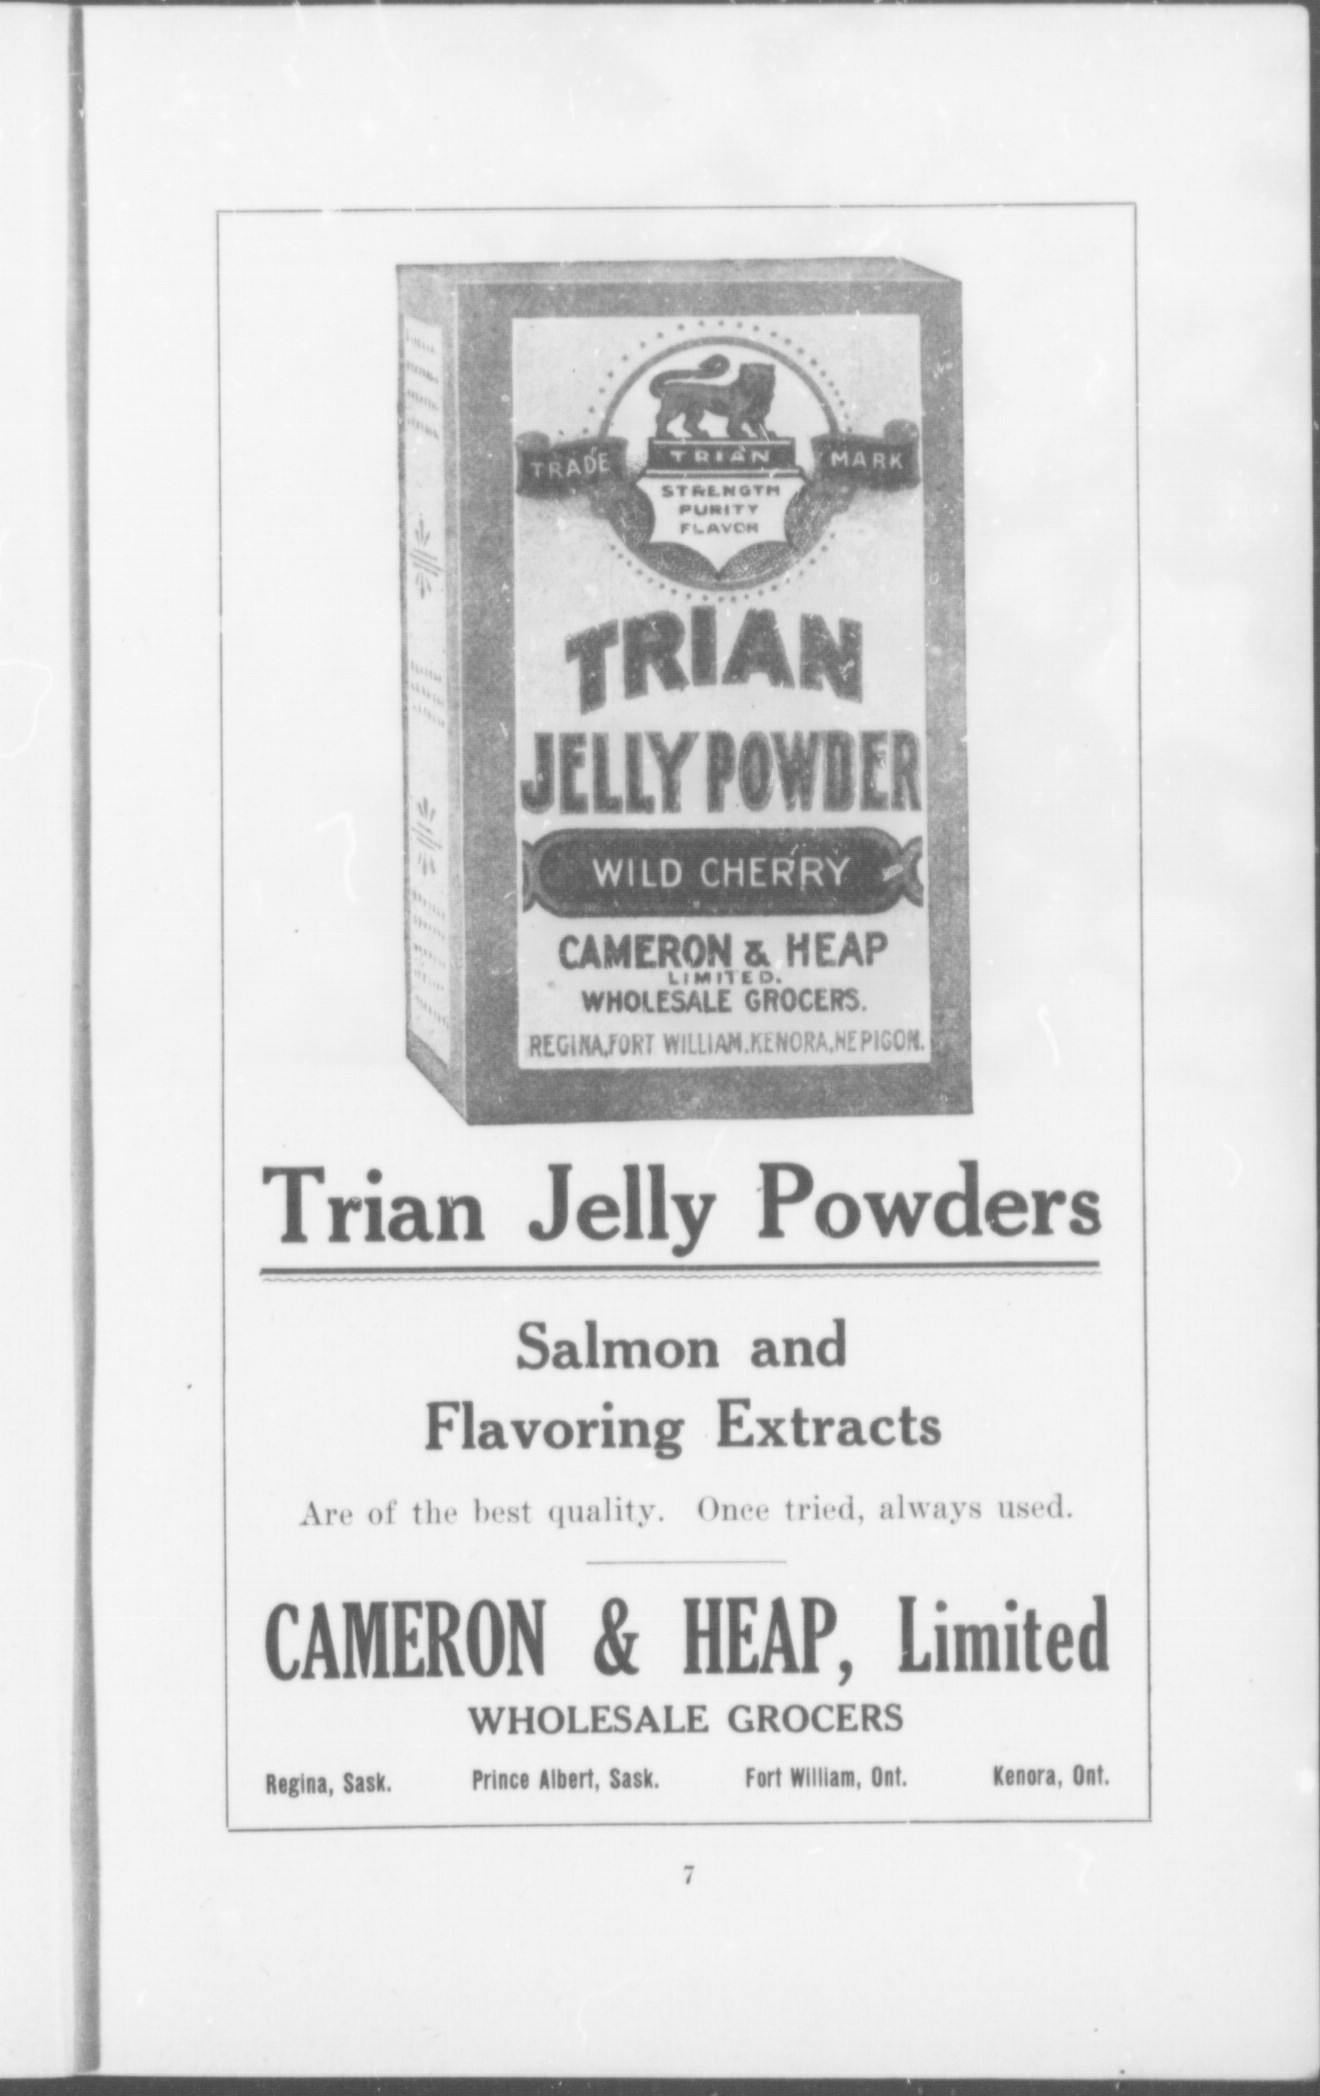 TRADE
MARK
TRIAN
STRENGTH
PURITY
FLAVOR
TRIAN
JELLY POWDER
WILD CHERRY
CAMERON & HEAP
LIMITED.
WHOLESALE GROCERS.
REGINA, FORT WILLIAM, KENORA, NEPIGON.
Trian Jelly Powders
Salmon and
Flavoring Extracts
Are of the best quality. Once tried, always used.
CAMERON & HEAP, Limited
WHOLESALE GROCERS
Regina, Sask. Prince Albert, Sask. Fort William, Ont. Kenora, Ont.
7